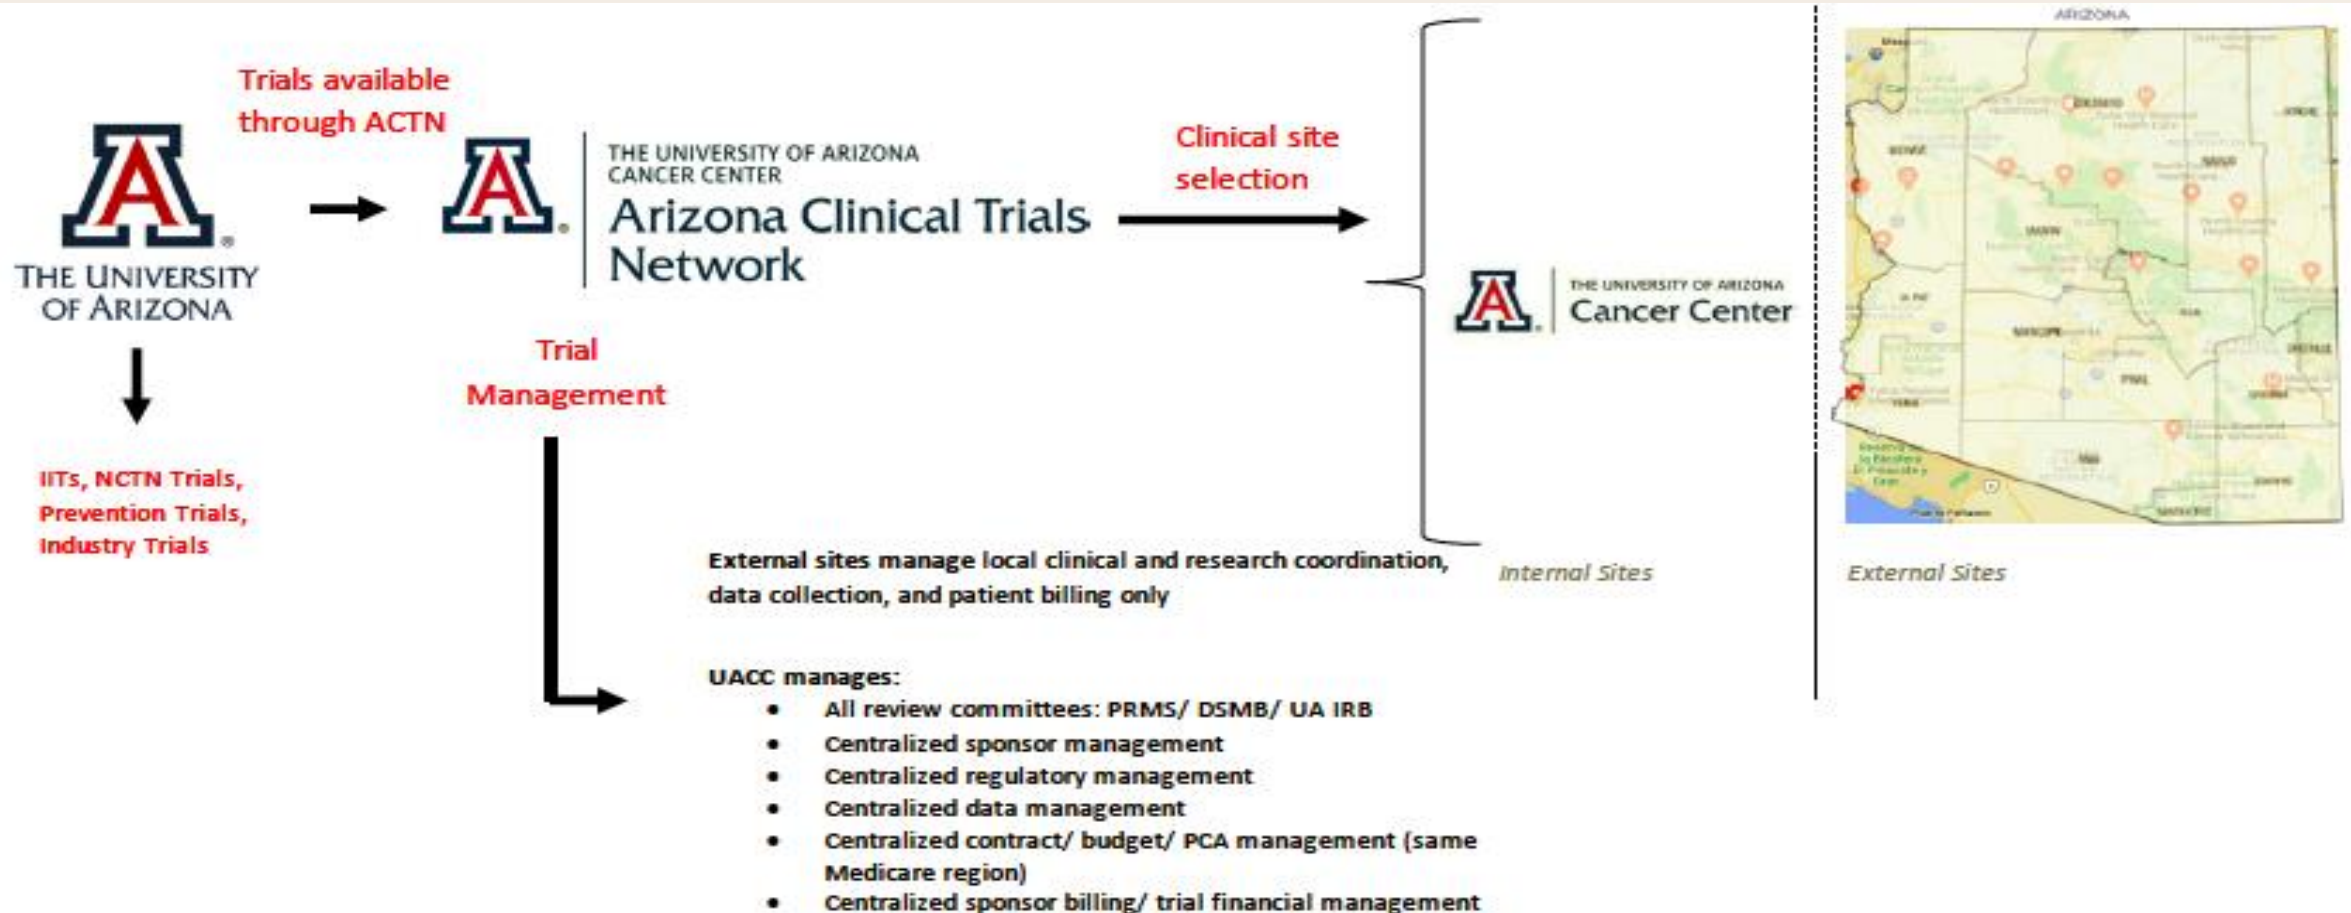 Trials available
through ACTN
THE UNIVERSITY
OF ARIZONA
THE UNIVERSITY OF ARIZONA
CANCER CENTER
Arizona Clinical Trials
Network
Clinical site
selection
THE UNIVERSITY OF ARIZONA
Cancer Center
ARIZONA
Trial
Management
IITs, NCTN Trials,
Prevention Trials,
Industry Trials
External sites manage local clinical and research coordination,
data collection, and patient billing only
Internal Sites
External Sites
UACC manages:
• All review committees: PRMS/ DSMB/ UA IRB
• Centralized sponsor management
• Centralized regulatory management
• Centralized data management
• Centralized contract/ budget/ PCA management (same
Medicare region)
• Centralized sponsor billing/ trial financial management